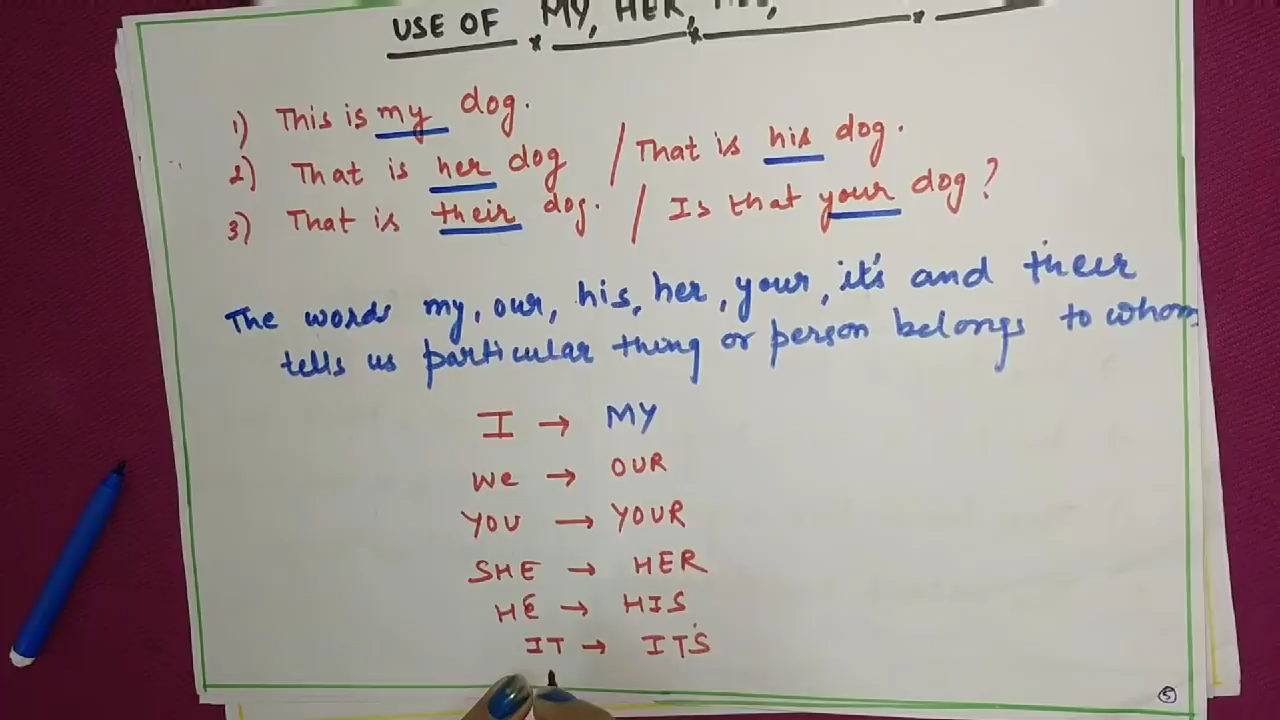 USE OF MY, HER,
1) This is my dog.
2) That is her dog / That is his dog.
3) That is their dog. / Is that your dog?
The words my, our, his, her, your, it's and their
tells us particular thing or person belongs to whom
I → MY
We → OUR
YOU → YOUR
SHE → HER
HE → HIS
IT → IT'S
5